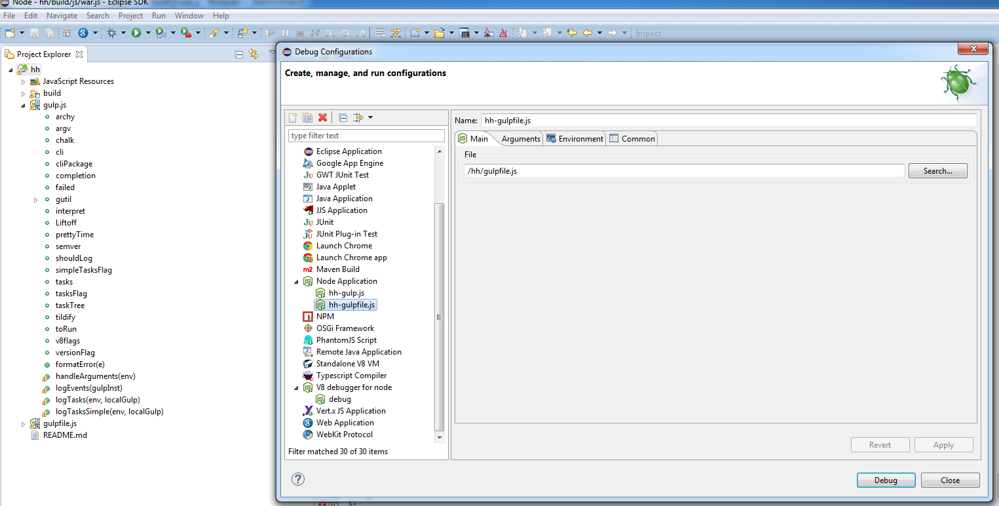 Node - hh/build/js/war.js - Eclipse SDK
File Edit Navigate Search Project Run Window Help
Inspect
Project Explorer
hh
JavaScript Resources
build
gulp.js
archy
argv
chalk
cli
cliPackage
completion
failed
gutil
interpret
Liftoff
prettyTime
semver
shouldLog
simpleTasksFlag
tasks
tasksFlag
taskTree
tildify
toRun
v8flags
versionFlag
formatError(e)
handleArguments(env)
logEvents(gulpInst)
logTasks(env, localGulp)
logTasksSimple(env, localGulp)
gulpfile.js
README.md
Debug Configurations
Create, manage, and run configurations
type filter text
Eclipse Application
Google App Engine
GWT JUnit Test
Java Applet
Java Application
JJS Application
JUnit
JUnit Plug-in Test
Launch Chrome
Launch Chrome app
Maven Build
Node Application
hh-gulp.js
hh-gulpfile.js
NPM
OSGi Framework
PhantomJS Script
Remote Java Application
Standalone V8 VM
Typescript Compiler
V8 debugger for node
debug
Vert.x JS Application
Web Application
WebKit Protocol
Filter matched 30 of 30 items
Name: hh-gulpfile.js
Main Arguments Environment Common
File
/hh/gulpfile.js Search...
Revert Apply
Debug Close